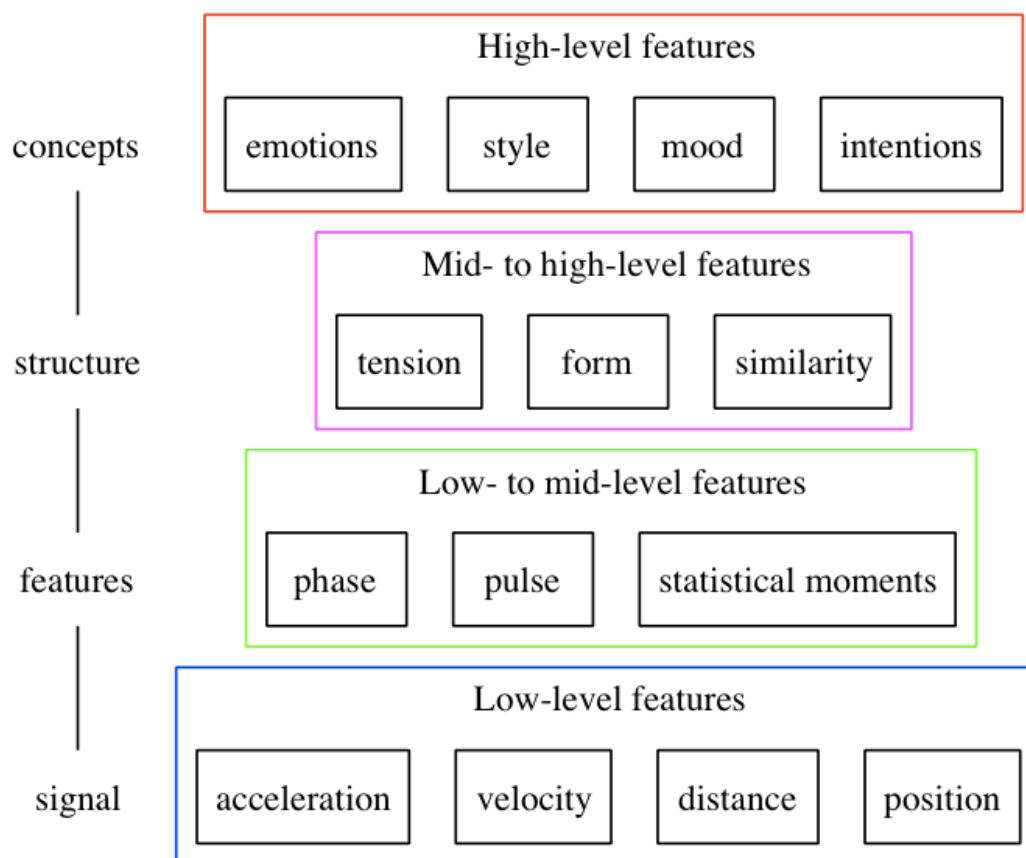 High-level features
concepts emotions style mood intentions
Mid- to high-level features
structure tension form similarity
Low- to mid-level features
features phase pulse statistical moments
Low-level features
signal acceleration velocity distance position